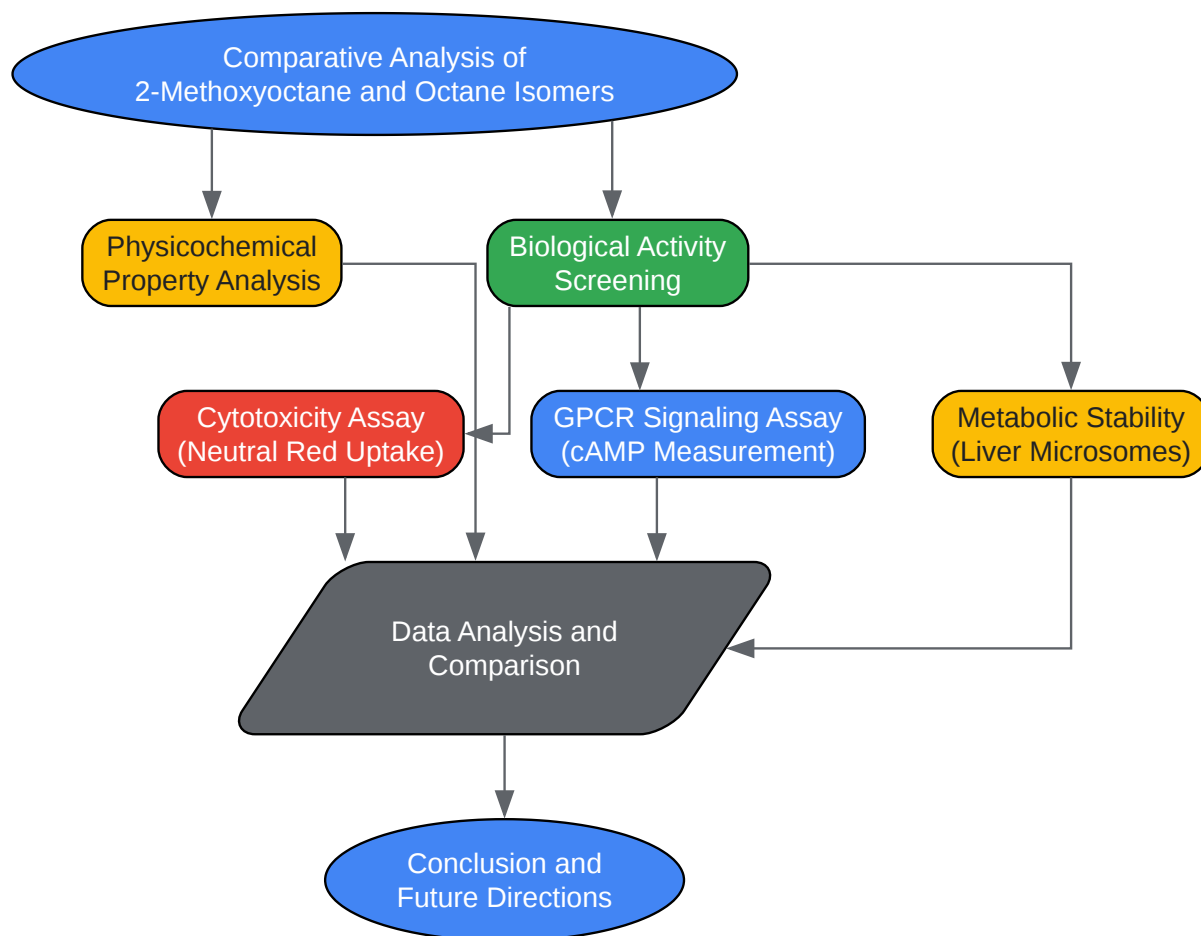 Comparative Analysis of
2-Methoxyoctane and Octane Isomers
Physicochemical
Property Analysis
Biological Activity
Screening
Cytotoxicity Assay
(Neutral Red Uptake)
GPCR Signaling Assay
(cAMP Measurement)
Metabolic Stability
(Liver Microsomes)
Data Analysis and
Comparison
Conclusion and
Future Directions